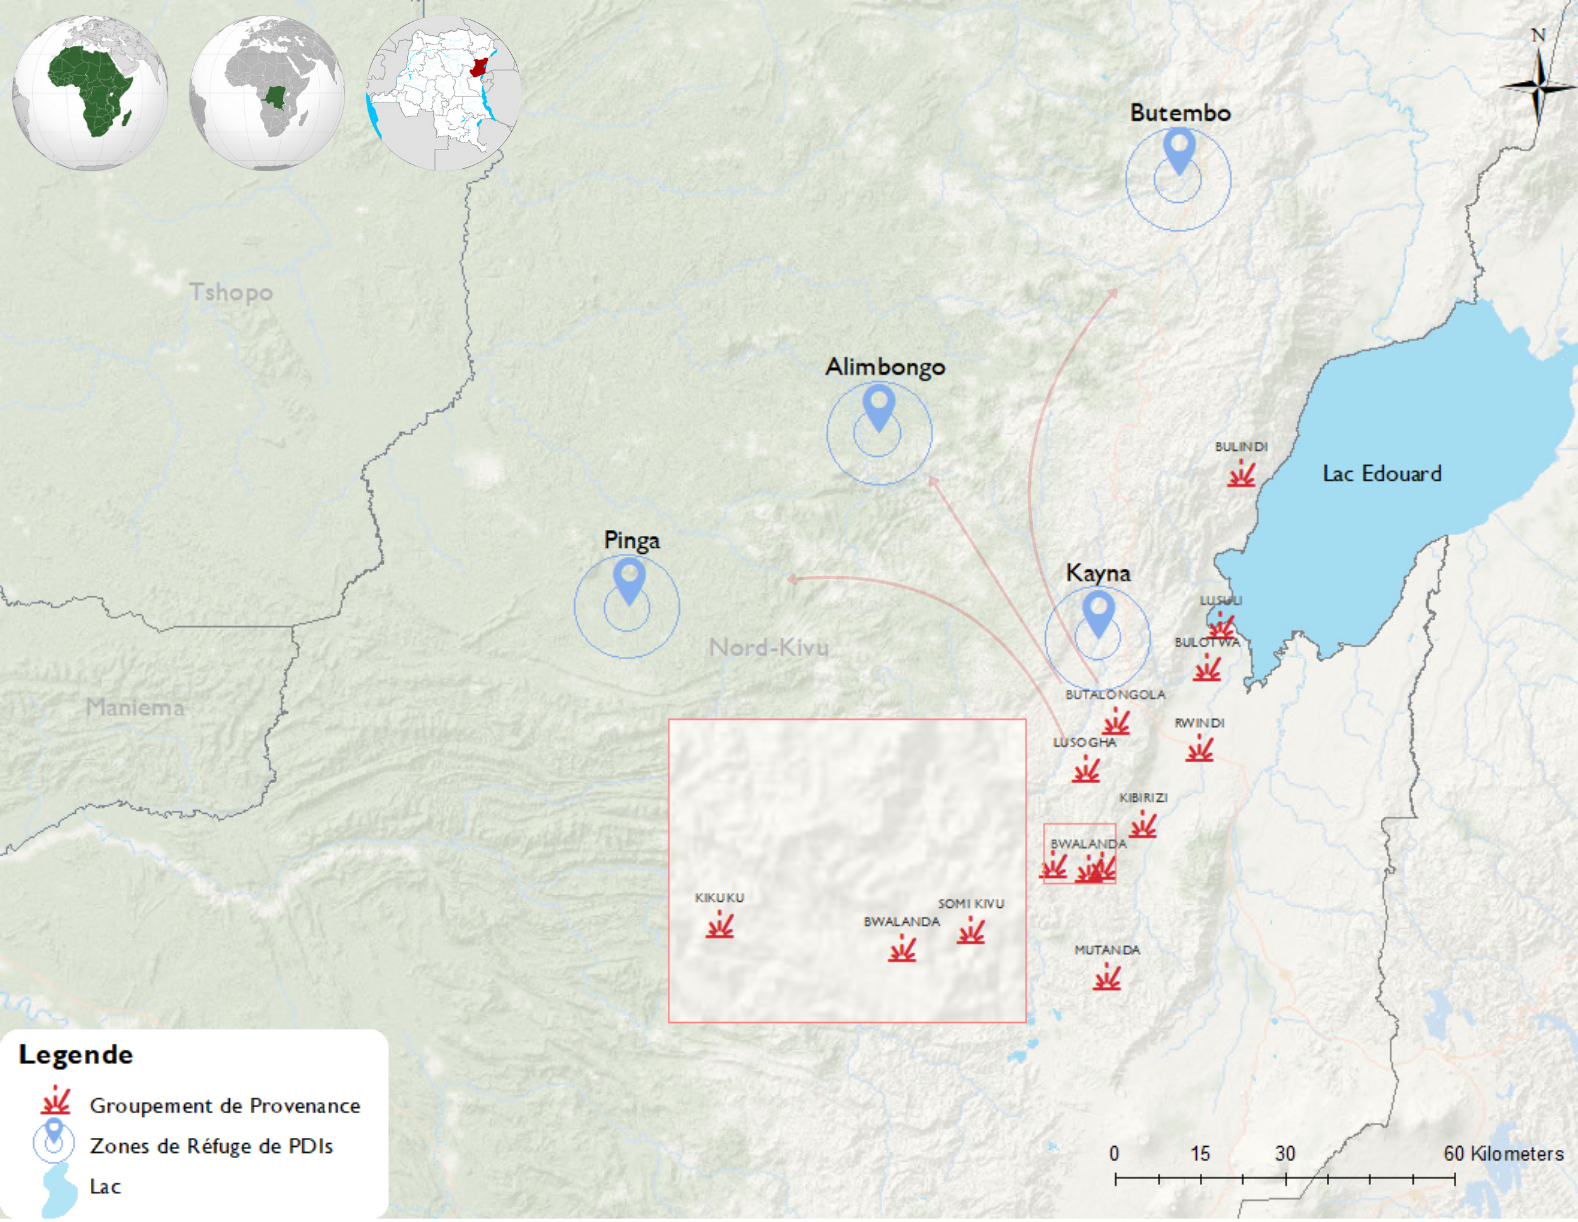 N
Butembo
Tshopo
Alimbongo
BULINDI
Lac Edouard
Pinga
Kayna
LUSULI
BULOTWA
Nord-Kivu
BUTALONGOLA
Maniema
RWINDI
LUSOGHA
KIBIRIZI
BWALANDA
KIKUKU
SOMI KIVU
BWALANDA
MUTANDA
Legende
Groupement de Provenance
Zones de Réfuge de PDIs
Lac
0 15 30 60 Kilometers